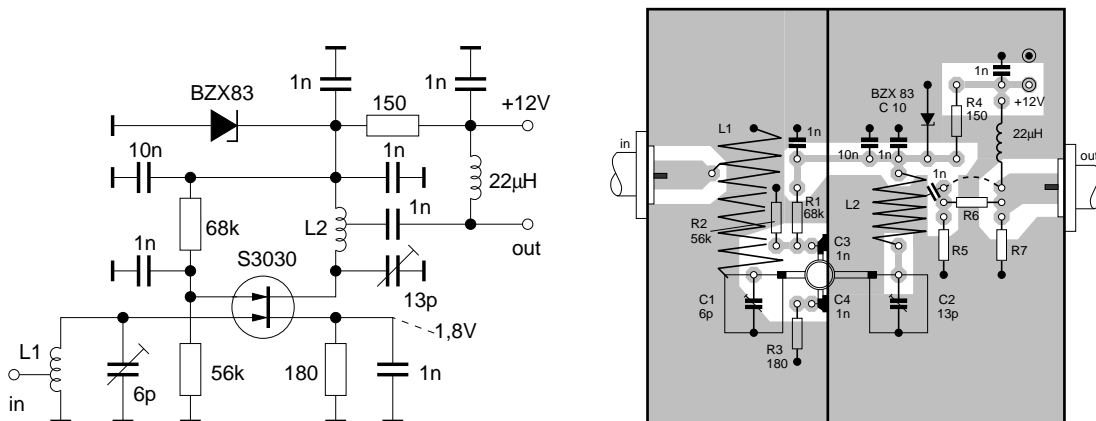 1n
1n
BZX83
150
+12V
10n
1n
22µH
68k
L2
1n
out
1n
S3030
13p
1,8V
L1
56k
180
1n
6p
in
1n
BZX 83
C 10
R4
150
+12V
L1
1n
22µH
in
10n
1n
out
1n
R2
56k
R1
68k
L2
R6
C3
1n
R5
R7
C1
6p
C4
1n
C2
13p
R3
180